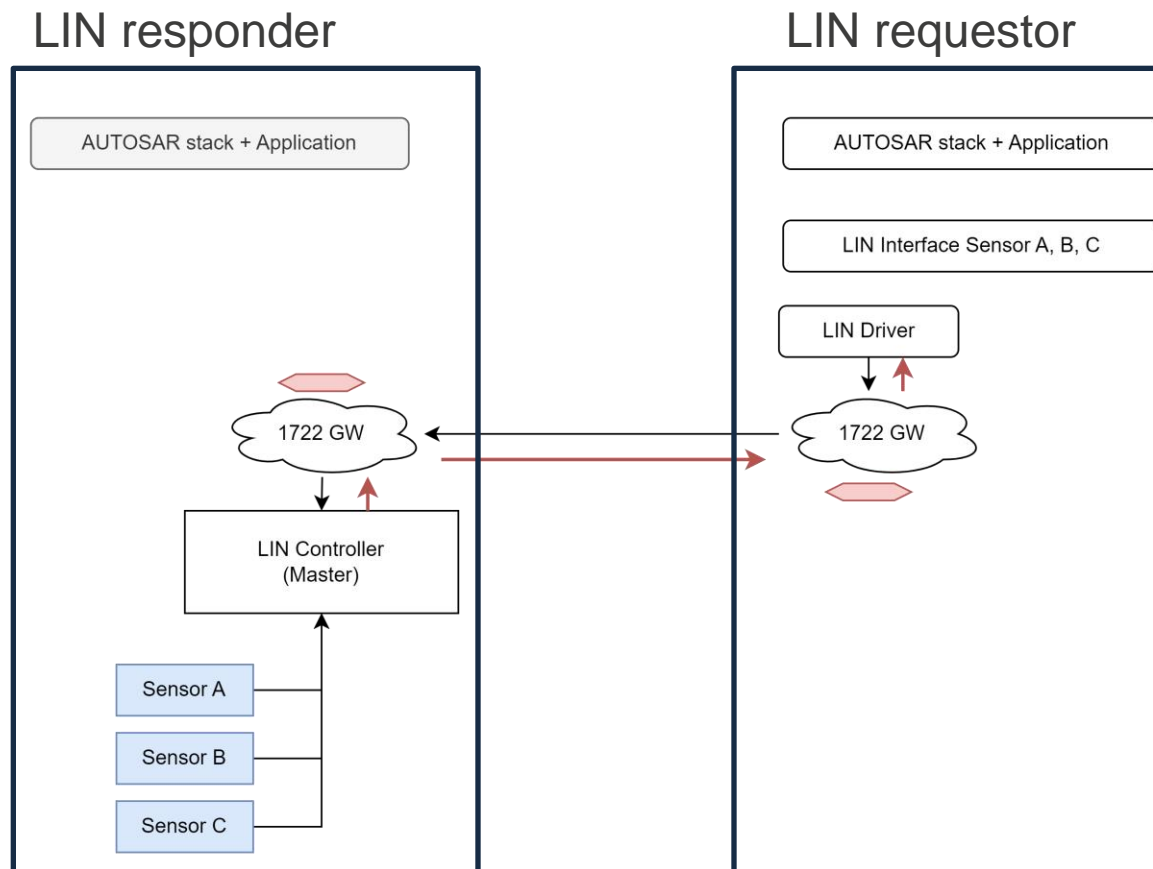 LIN responder
LIN requestor
AUTOSAR stack + Application
AUTOSAR stack + Application
LIN Interface Sensor A, B, C
LIN Driver
1722 GW
1722 GW
LIN Controller
(Master)
Sensor A
Sensor B
Sensor C